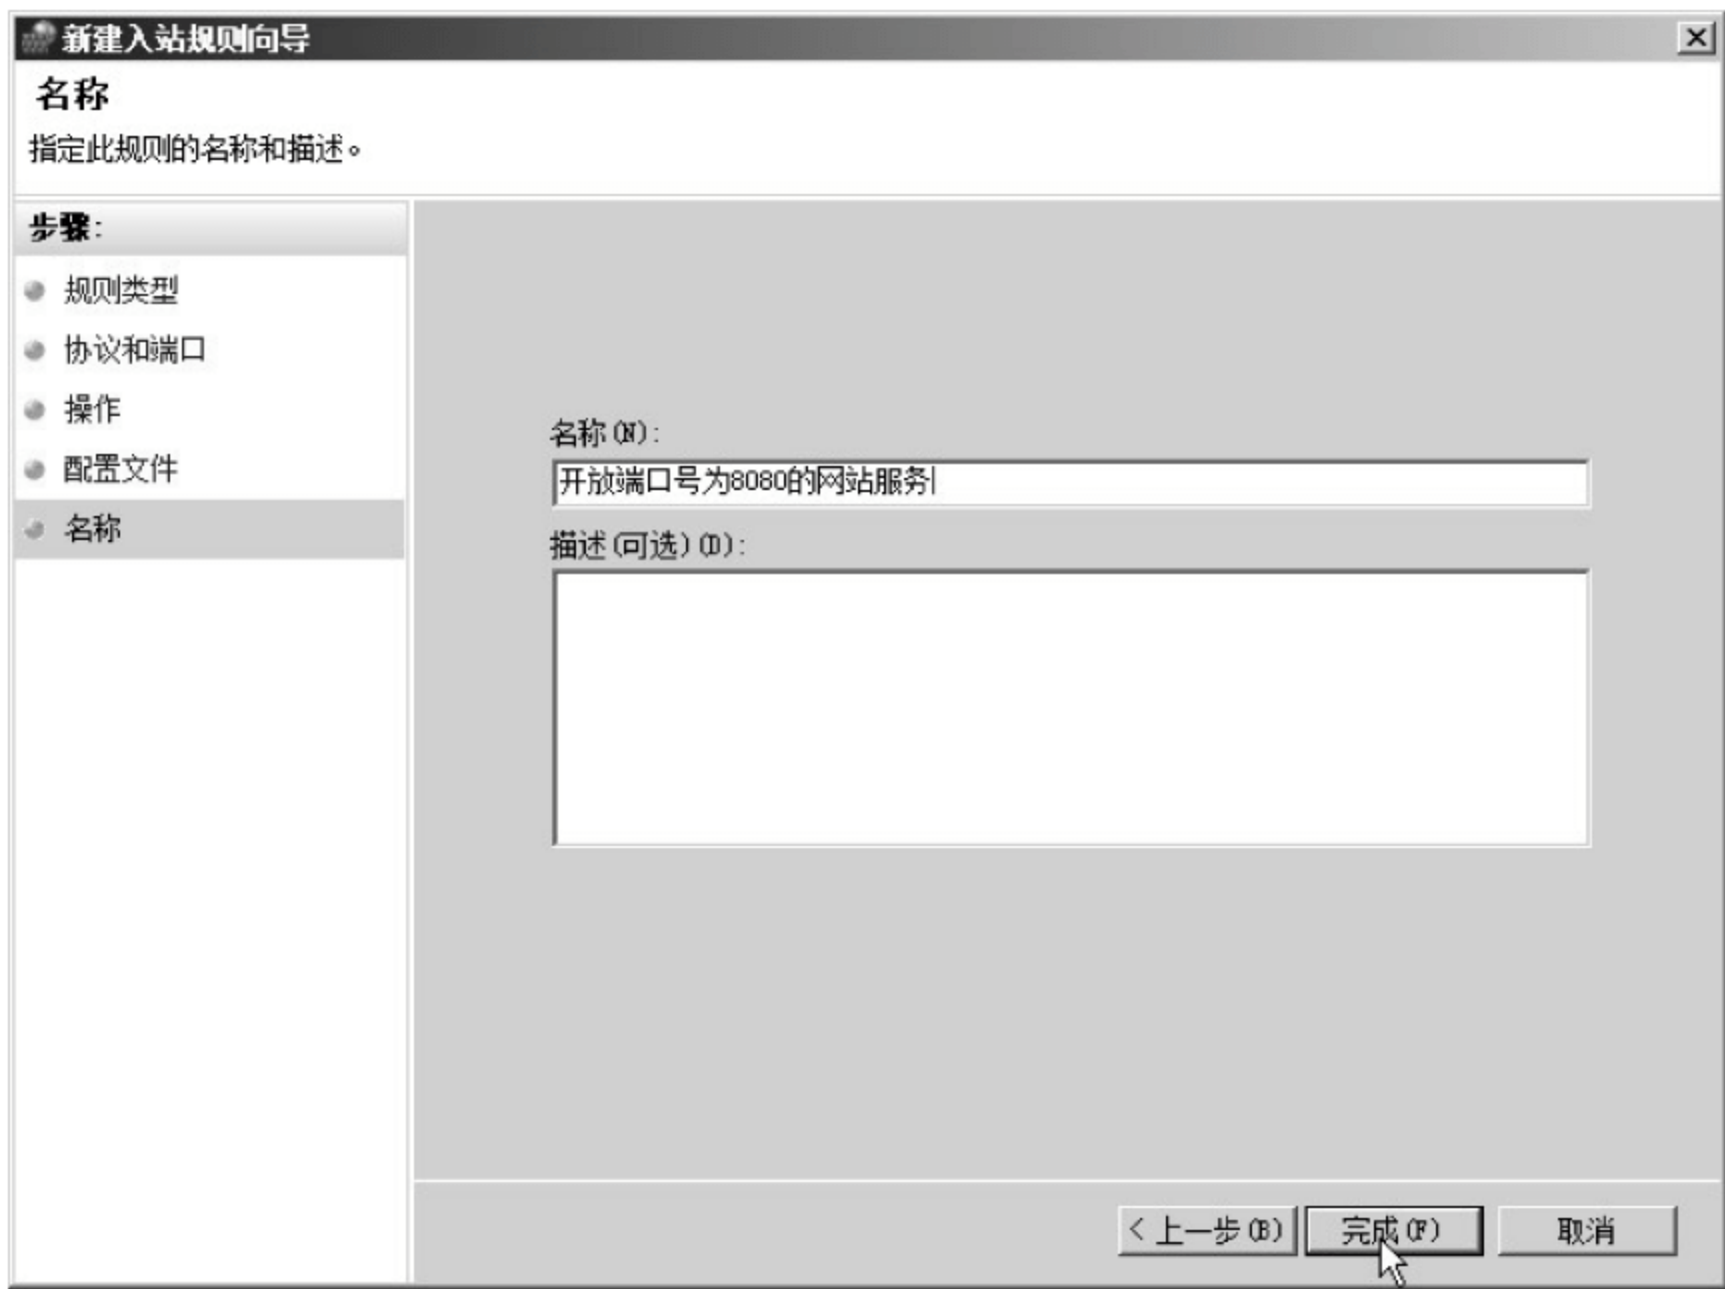 新建入站规则向导
名称
指定此规则的名称和描述。
步骤:
规则类型
协议和端口
操作
配置文件
名称
名称(N):
开放端口号为8080的网站服务
描述(可选)(D):
< 上一步(B)
完成(F)
取消